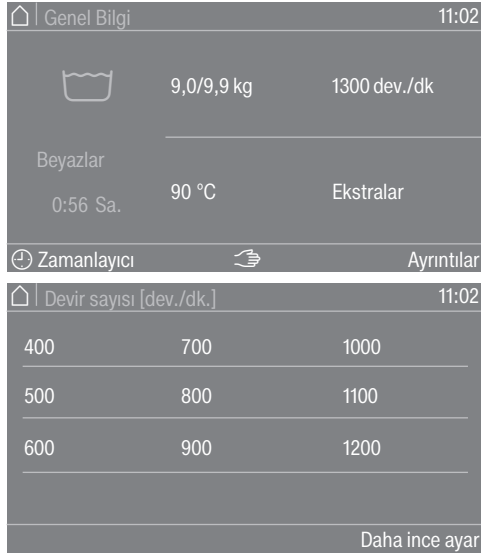 Genel Bilgi 11:02
9,0/9,9 kg 1300 dev./dk
Beyazlar
0:56 Sa.
90 °C Ekstralar
Zamanlayıcı Ayrıntılar
Devir sayısı [dev./dk.] 11:02
400 700 1000
500 800 1100
600 900 1200
Daha ince ayar